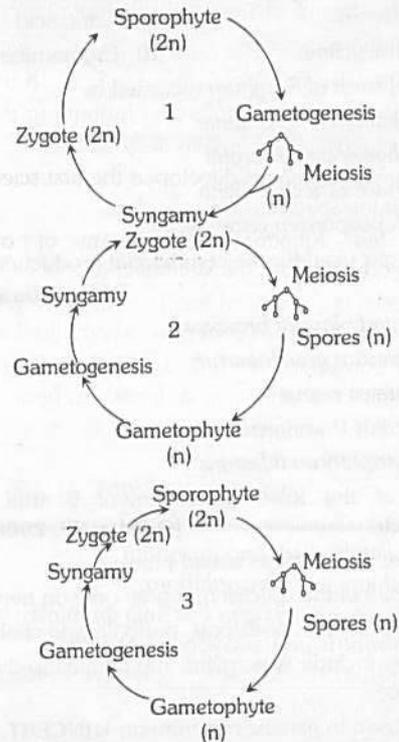 Sporophyte
(2n)
Gametogenesis
1
Zygote (2n)
Meiosis
(n)
Syngamy
Zygote (2n)
Meiosis
Syngamy
2
Spores (n)
Gametogenesis
Gametophyte
(n)
Sporophyte
(2n)
Zygote (2n)
Meiosis
Syngamy
3
Spores (n)
Gametogenesis
Gametophyte
(n)